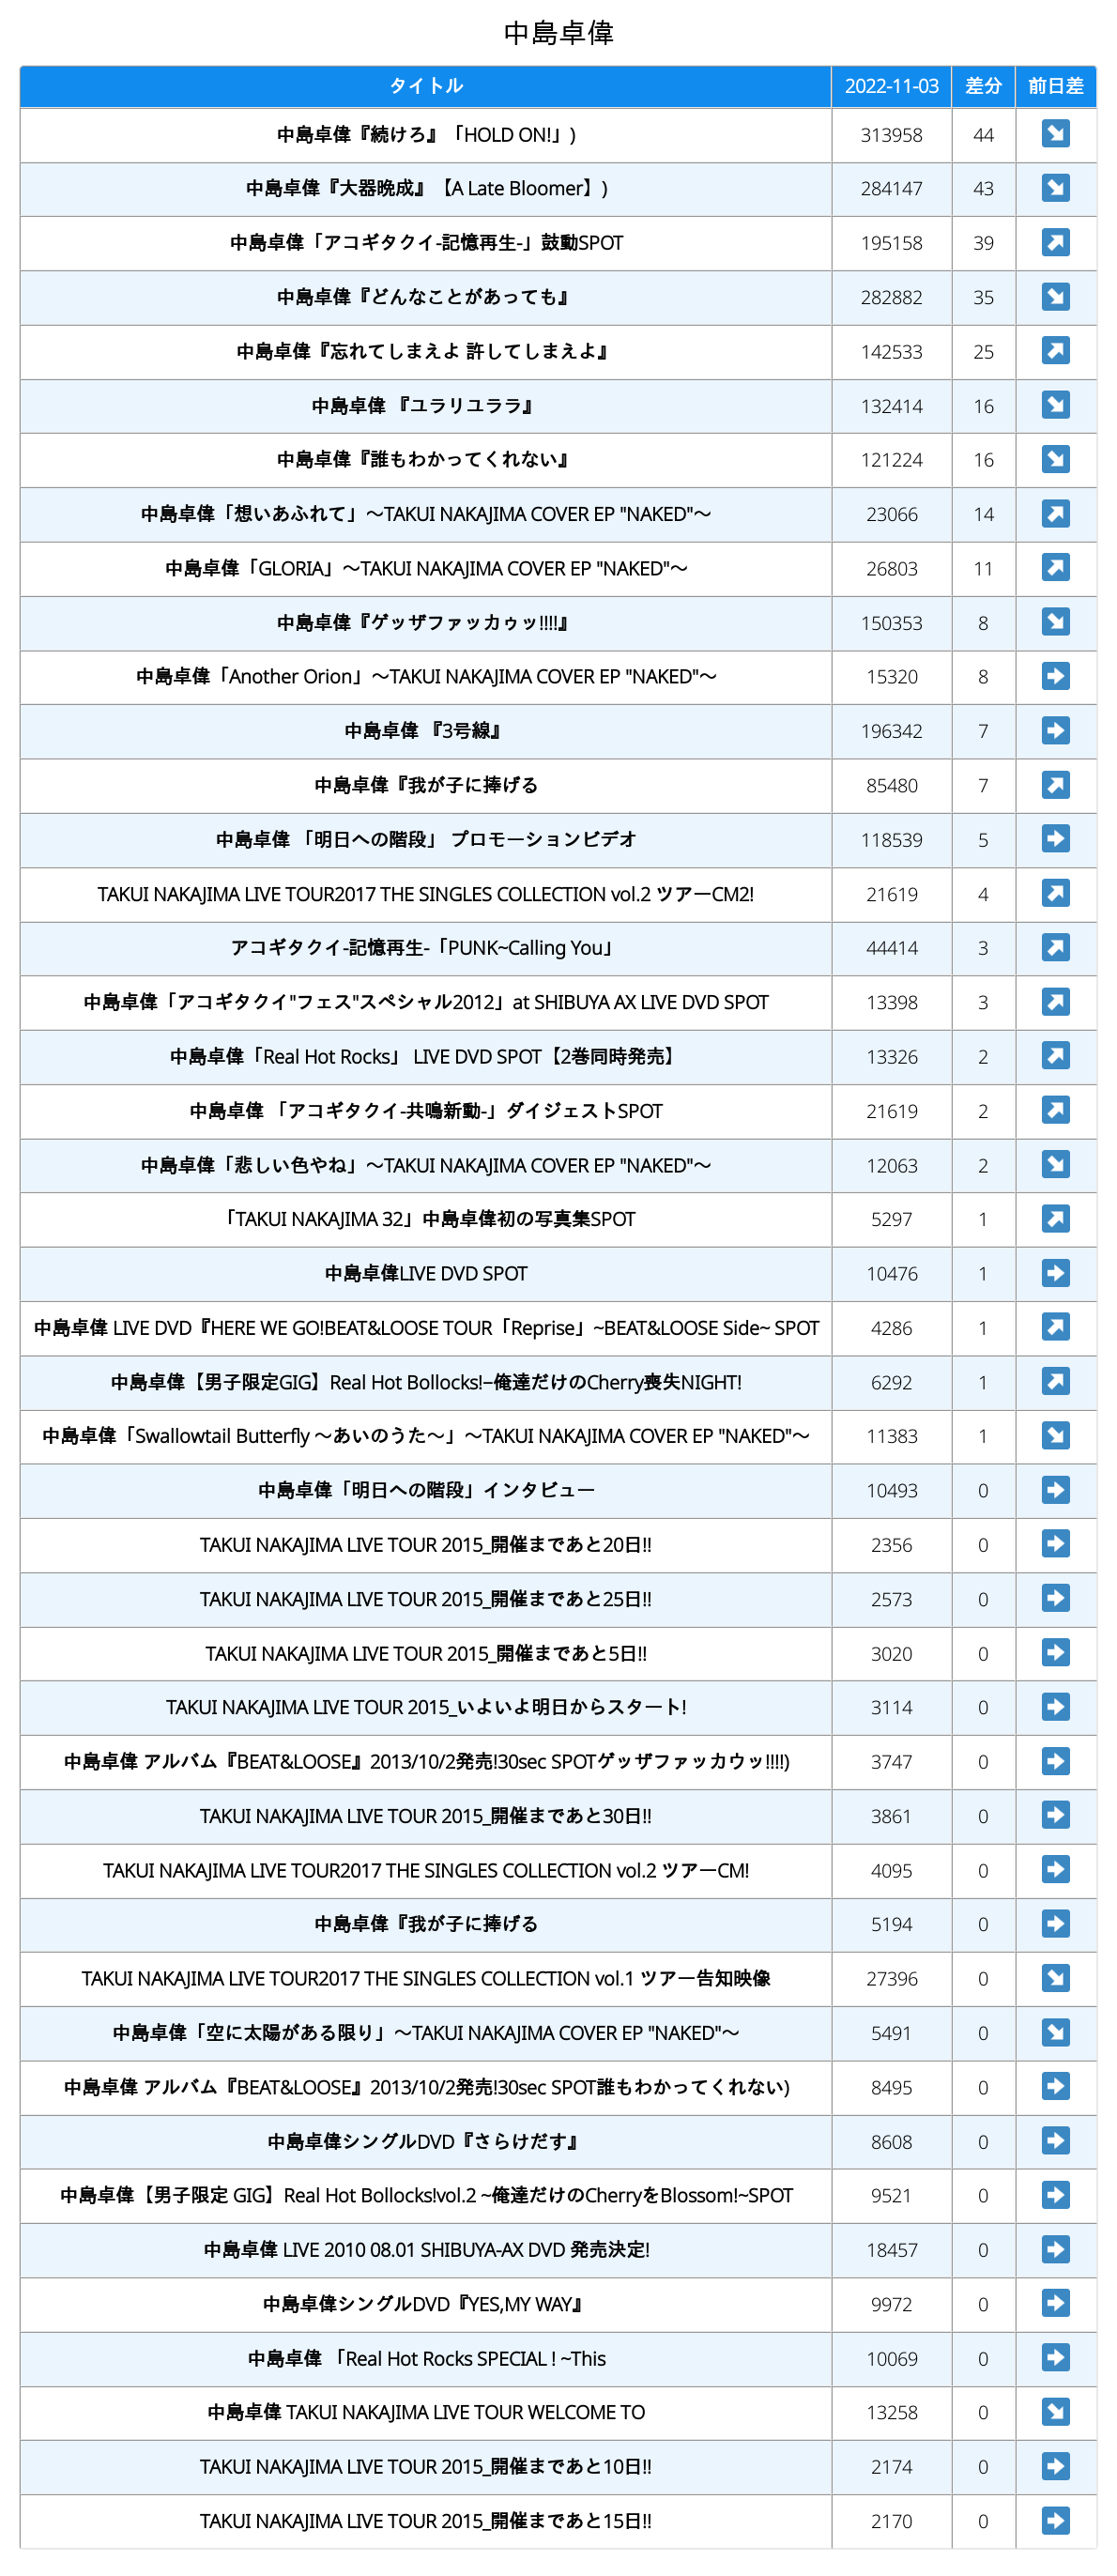 中島卓偉
タイトル 2022-11-03 差分 前日差
中島卓偉『続けろ』「HOLD ON!」) 313958 44 ↘
中島卓偉『大器晩成』【A Late Bloomer】) 284147 43 ↘
中島卓偉「アコギタクイ-記憶再生-」鼓動SPOT 195158 39 ↗
中島卓偉『どんなことがあっても』 282882 35 ↘
中島卓偉『忘れてしまえよ 許してしまえよ』 142533 25 ↗
中島卓偉 『ユラリユララ』 132414 16 ↘
中島卓偉『誰もわかってくれない』 121224 16 ↘
中島卓偉「想いあふれて」～TAKUI NAKAJIMA COVER EP "NAKED"～ 23066 14 ↗
中島卓偉「GLORIA」～TAKUI NAKAJIMA COVER EP "NAKED"～ 26803 11 ↗
中島卓偉『ゲッザファッカゥッ!!!!』 150353 8 ↘
中島卓偉「Another Orion」～TAKUI NAKAJIMA COVER EP "NAKED"～ 15320 8 ➡
中島卓偉 『3号線』 196342 7 ➡
中島卓偉『我が子に捧げる 85480 7 ↗
中島卓偉 「明日への階段」 プロモーションビデオ 118539 5 ➡
TAKUI NAKAJIMA LIVE TOUR2017 THE SINGLES COLLECTION vol.2 ツアーCM2! 21619 4 ↗
アコギタクイ-記憶再生-「PUNK~Calling You」 44414 3 ↗
中島卓偉「アコギタクイ"フェス"スペシャル2012」at SHIBUYA AX LIVE DVD SPOT 13398 3 ↗
中島卓偉「Real Hot Rocks」 LIVE DVD SPOT【2巻同時発売】 13326 2 ↗
中島卓偉 「アコギタクイ-共鳴新動-」ダイジェストSPOT 21619 2 ↗
中島卓偉「悲しい色やね」～TAKUI NAKAJIMA COVER EP "NAKED"～ 12063 2 ↘
「TAKUI NAKAJIMA 32」中島卓偉初の写真集SPOT 5297 1 ↗
中島卓偉LIVE DVD SPOT 10476 1 ➡
中島卓偉 LIVE DVD『HERE WE GO!BEAT&LOOSE TOUR「Reprise」~BEAT&LOOSE Side~ SPOT 4286 1 ↗
中島卓偉【男子限定GIG】Real Hot Bollocks!−俺達だけのCherry喪失NIGHT! 6292 1 ↗
中島卓偉「Swallowtail Butterfly ～あいのうた～」～TAKUI NAKAJIMA COVER EP "NAKED"～ 11383 1 ↘
中島卓偉「明日への階段」インタビュー 10493 0 ➡
TAKUI NAKAJIMA LIVE TOUR 2015_開催まであと20日!! 2356 0 ➡
TAKUI NAKAJIMA LIVE TOUR 2015_開催まであと25日!! 2573 0 ➡
TAKUI NAKAJIMA LIVE TOUR 2015_開催まであと5日!! 3020 0 ➡
TAKUI NAKAJIMA LIVE TOUR 2015_いよいよ明日からスタート! 3114 0 ➡
中島卓偉 アルバム『BEAT&LOOSE』2013/10/2発売!30sec SPOTゲッザファッカウッ!!!!) 3747 0 ➡
TAKUI NAKAJIMA LIVE TOUR 2015_開催まであと30日!! 3861 0 ➡
TAKUI NAKAJIMA LIVE TOUR2017 THE SINGLES COLLECTION vol.2 ツアーCM! 4095 0 ➡
中島卓偉『我が子に捧げる 5194 0 ➡
TAKUI NAKAJIMA LIVE TOUR2017 THE SINGLES COLLECTION vol.1 ツアー告知映像 27396 0 ↘
中島卓偉「空に太陽がある限り」～TAKUI NAKAJIMA COVER EP "NAKED"～ 5491 0 ↘
中島卓偉 アルバム『BEAT&LOOSE』2013/10/2発売!30sec SPOT誰もわかってくれない) 8495 0 ➡
中島卓偉シングルDVD『さらけだす』 8608 0 ➡
中島卓偉【男子限定 GIG】Real Hot Bollocks!vol.2 ~俺達だけのCherryをBlossom!~SPOT 9521 0 ➡
中島卓偉 LIVE 2010 08.01 SHIBUYA-AX DVD 発売決定! 18457 0 ➡
中島卓偉シングルDVD『YES,MY WAY』 9972 0 ➡
中島卓偉 「Real Hot Rocks SPECIAL ! ~This 10069 0 ➡
中島卓偉 TAKUI NAKAJIMA LIVE TOUR WELCOME TO 13258 0 ↘
TAKUI NAKAJIMA LIVE TOUR 2015_開催まであと10日!! 2174 0 ➡
TAKUI NAKAJIMA LIVE TOUR 2015_開催まであと15日!! 2170 0 ➡